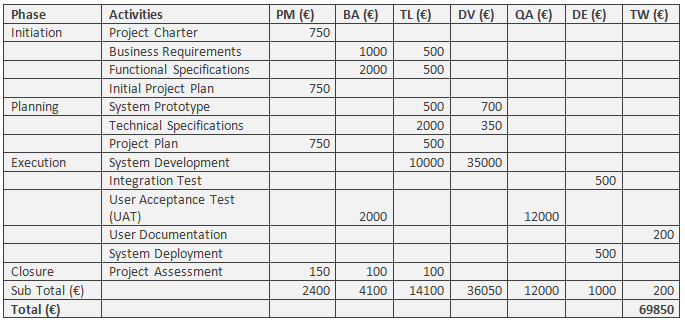 Phase Activities PM (€) BA (€) TL (€) DV (€) QA (€) DE (€) TW (€)
Initiation Project Charter 750
Business Requirements 1000 500
Functional Specifications 2000 500
Initial Project Plan 750
Planning System Prototype 500 700
Technical Specifications 2000 350
Project Plan 750 500
Execution System Development 10000 35000
Integration Test 500
User Acceptance Test
(UAT) 2000 12000
User Documentation 200
System Deployment 500
Closure Project Assessment 150 100 100
Sub Total (€) 2400 4100 14100 36050 12000 1000 200
Total (€) 69850